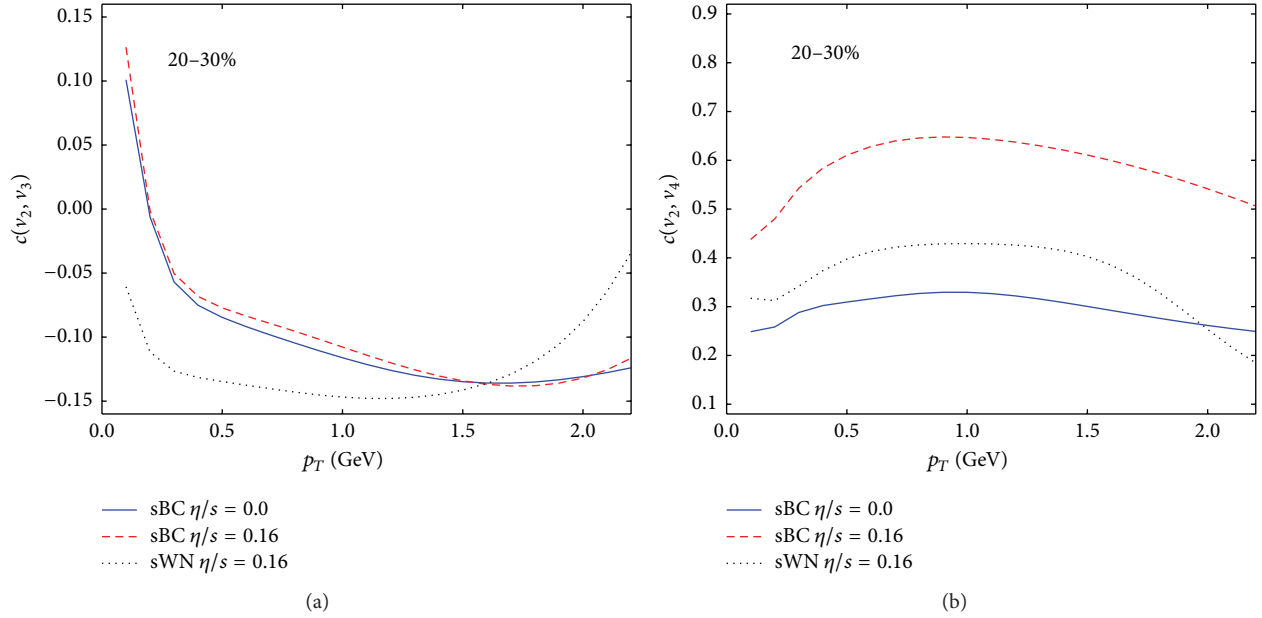 0.15
0.10
0.05
0.00
−0.05
−0.10
−0.15
c(ν2, ν3)
20–30%
0.0 0.5 1.0 1.5 2.0
pT (GeV)
sBC η/s = 0.0
sBC η/s = 0.16
sWN η/s = 0.16
(a)
0.9
0.8
0.7
0.6
0.5
0.4
0.3
0.2
0.1
c(ν2, ν4)
20–30%
0.0 0.5 1.0 1.5 2.0
pT (GeV)
sBC η/s = 0.0
sBC η/s = 0.16
sWN η/s = 0.16
(b)